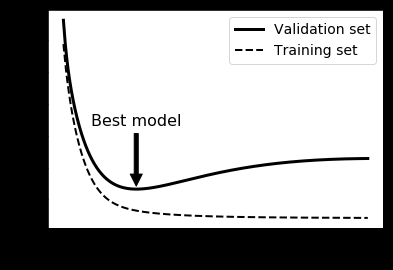 Validation set
Training set
Best model